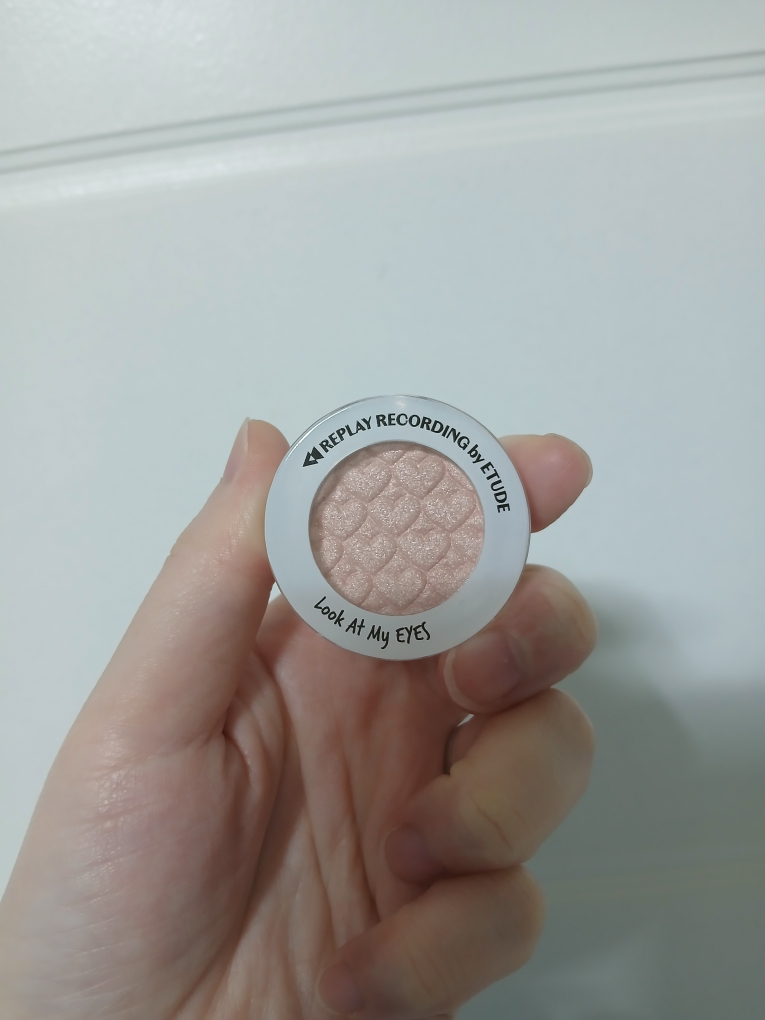 REPLAY RECORDING by ETUDE
Look At My EYES